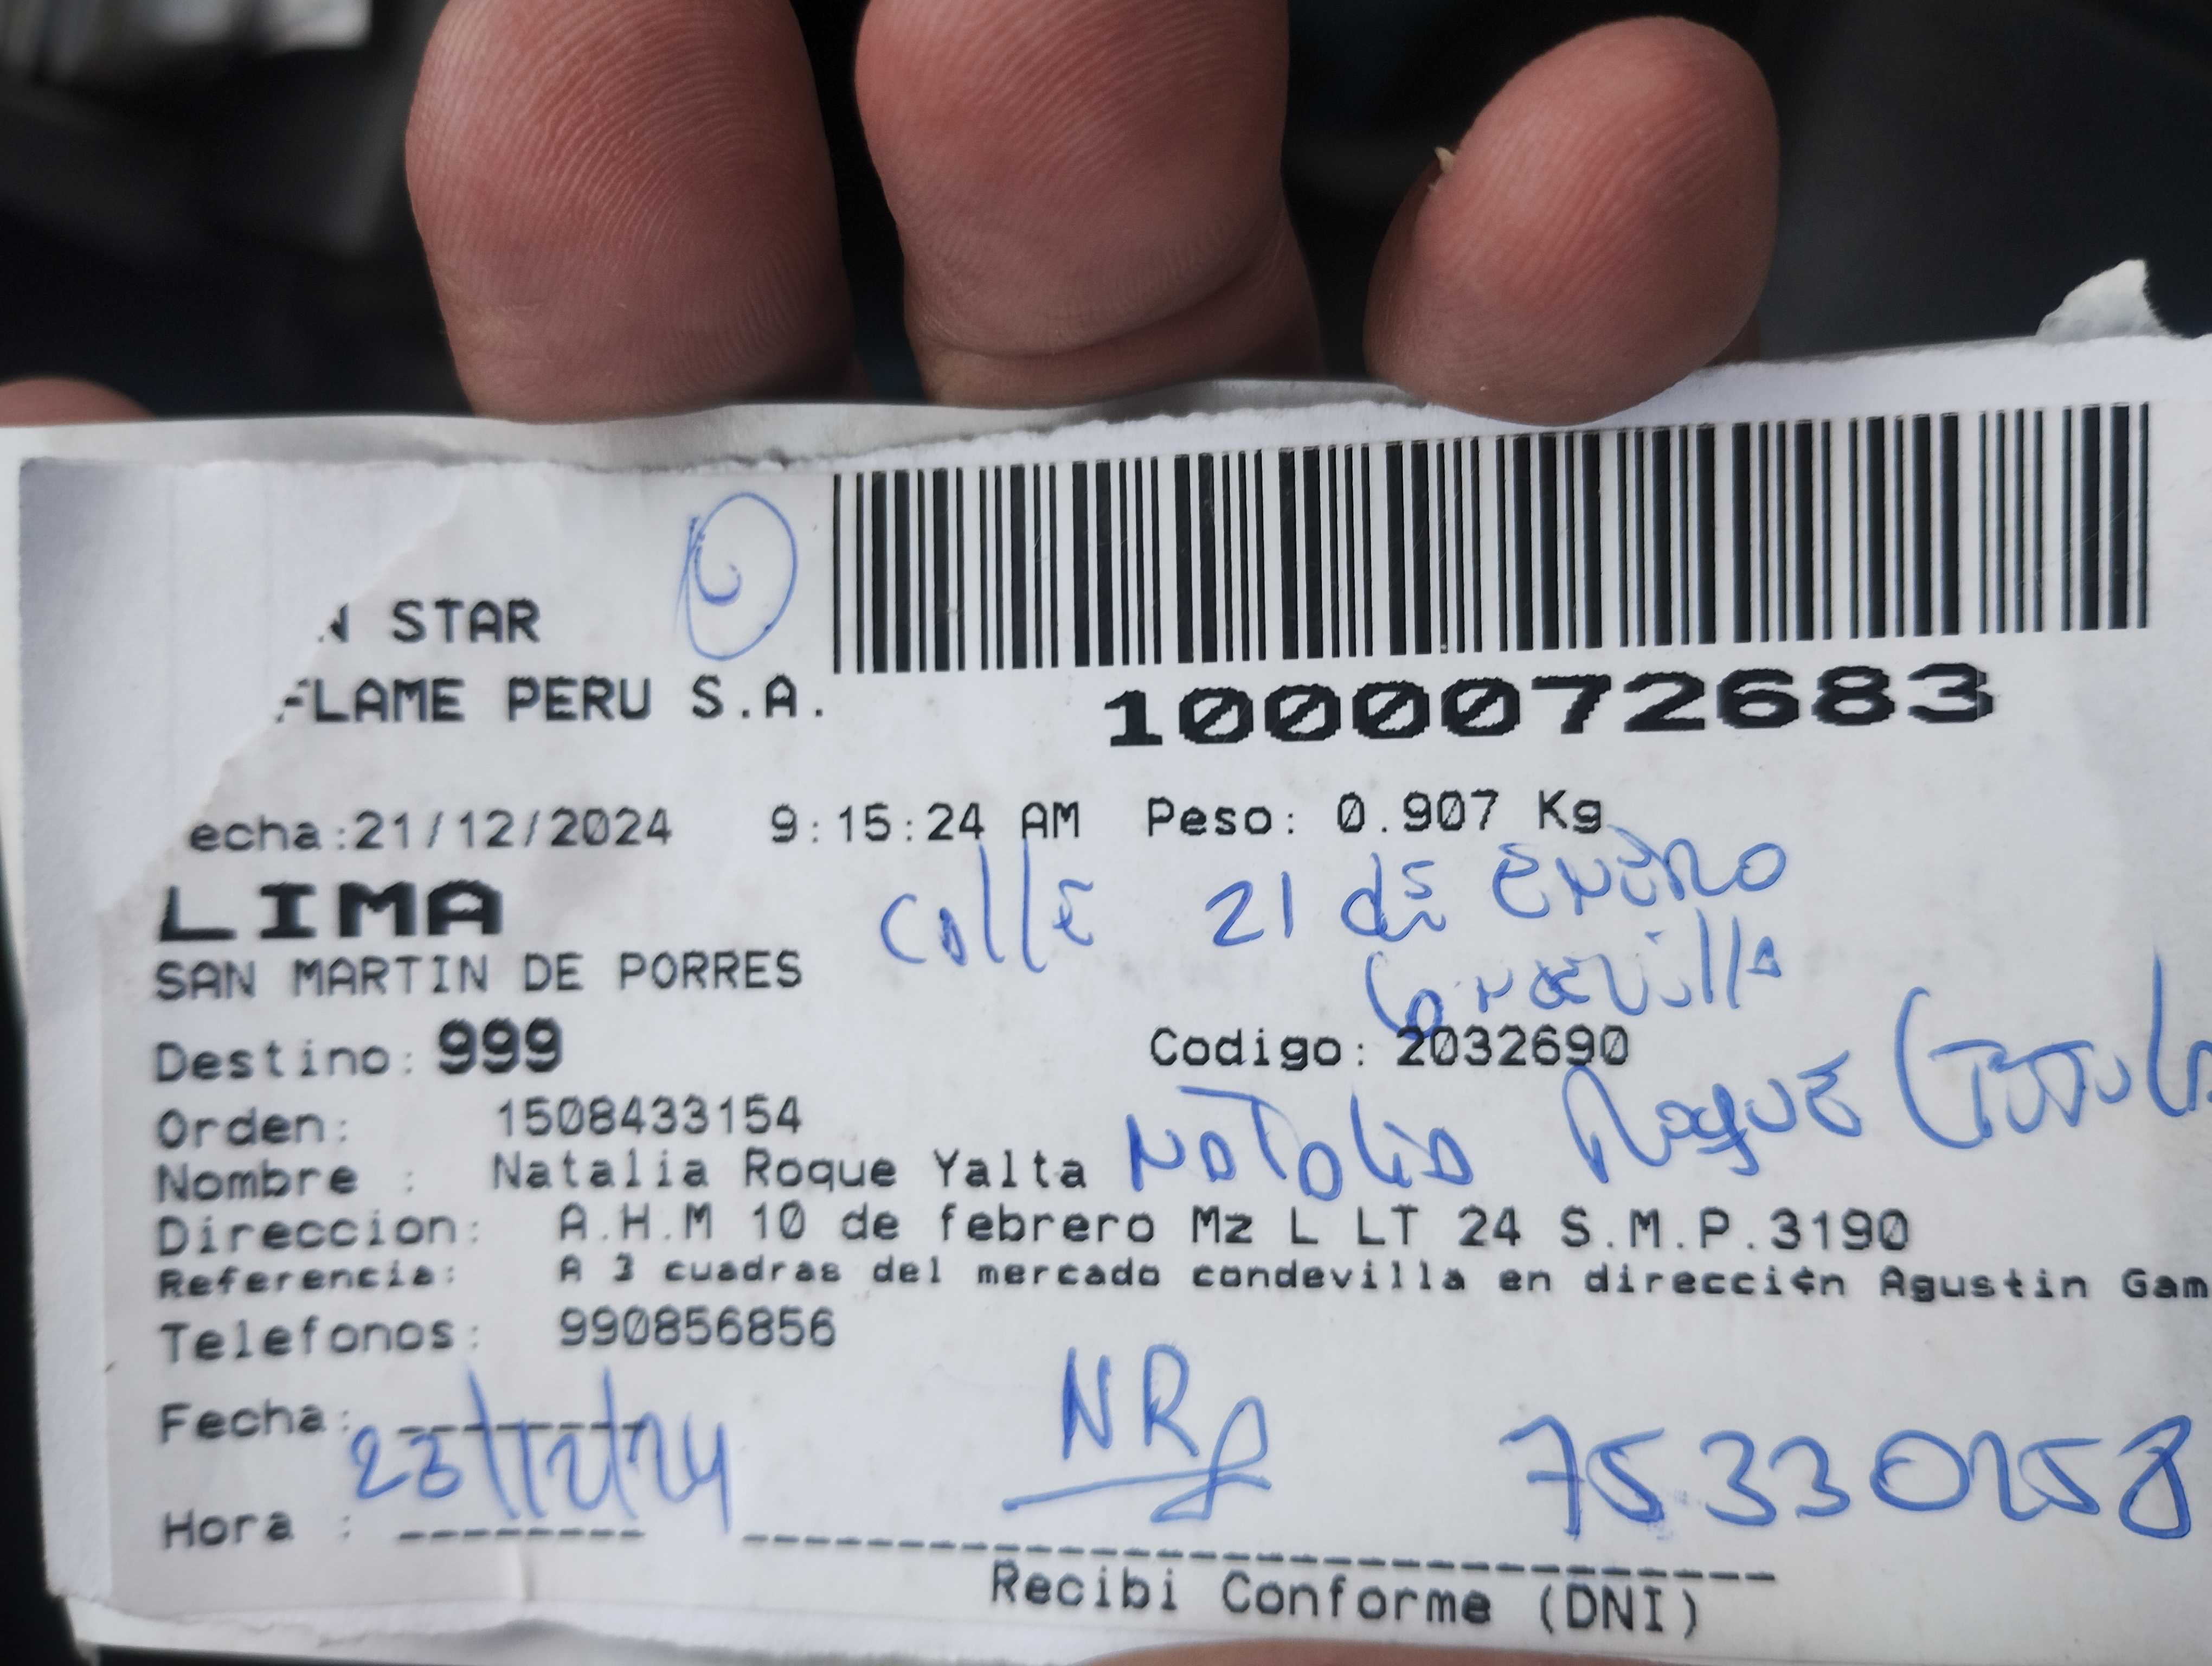 N STAR
FLAME PERU S.A.
1000072683
echa:21/12/2024 9:15:24 AM Peso: 0.907 Kg
Calle 21 de Enero
LIMA
SAN MARTIN DE PORRES
Destino: 999 Codigo: 2032690
Orden: 1508433154
Natalia Roque
Nombre : Natalia Roque Yalta
Direccion: A.H.M 10 de febrero Mz L LT 24 S.M.P.3190
Referencia: A 3 cuadras del mercado condevilla en direcci¢n Agustin Gam
Telefonos: 990856856
Fecha: 23/12/24
NR 75330258
Hora :
Recibi Conforme (DNI)